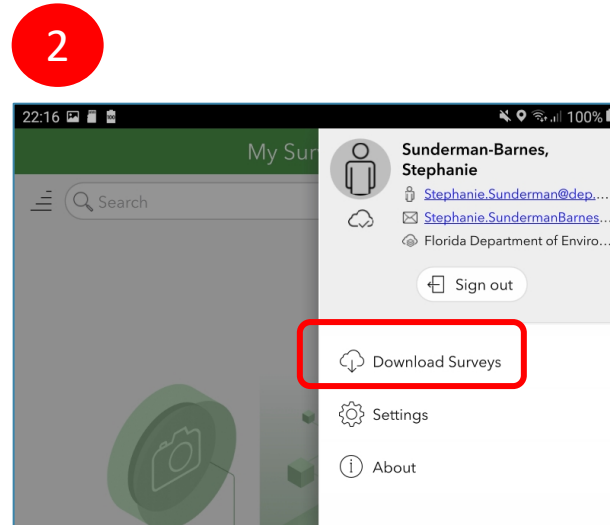 2
22:16
100%
My Sur
Search
Sunderman-Barnes,
Stephanie
Stephanie.Sunderman@dep....
Stephanie.SundermanBarnes...
Florida Department of Enviro...
Sign out
Download Surveys
Settings
About